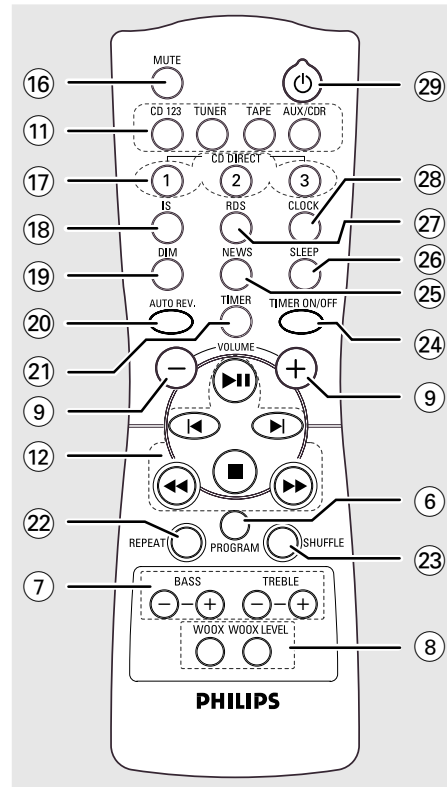 MUTE
16
29
CD 123 TUNER TAPE AUX/CDR
11
CD DIRECT
17 1 2 3
28
IS RDS CLOCK
18
27
DIM NEWS SLEEP
26
19
25
AUTO REV. TIMER TIMER ON/OFF
20
24
21
VOLUME
9 − + 9
12
6
22
REPEAT PROGRAM SHUFFLE
23
7
BASS TREBLE
− + − +
WOOX WOOX LEVEL
8
PHILIPS